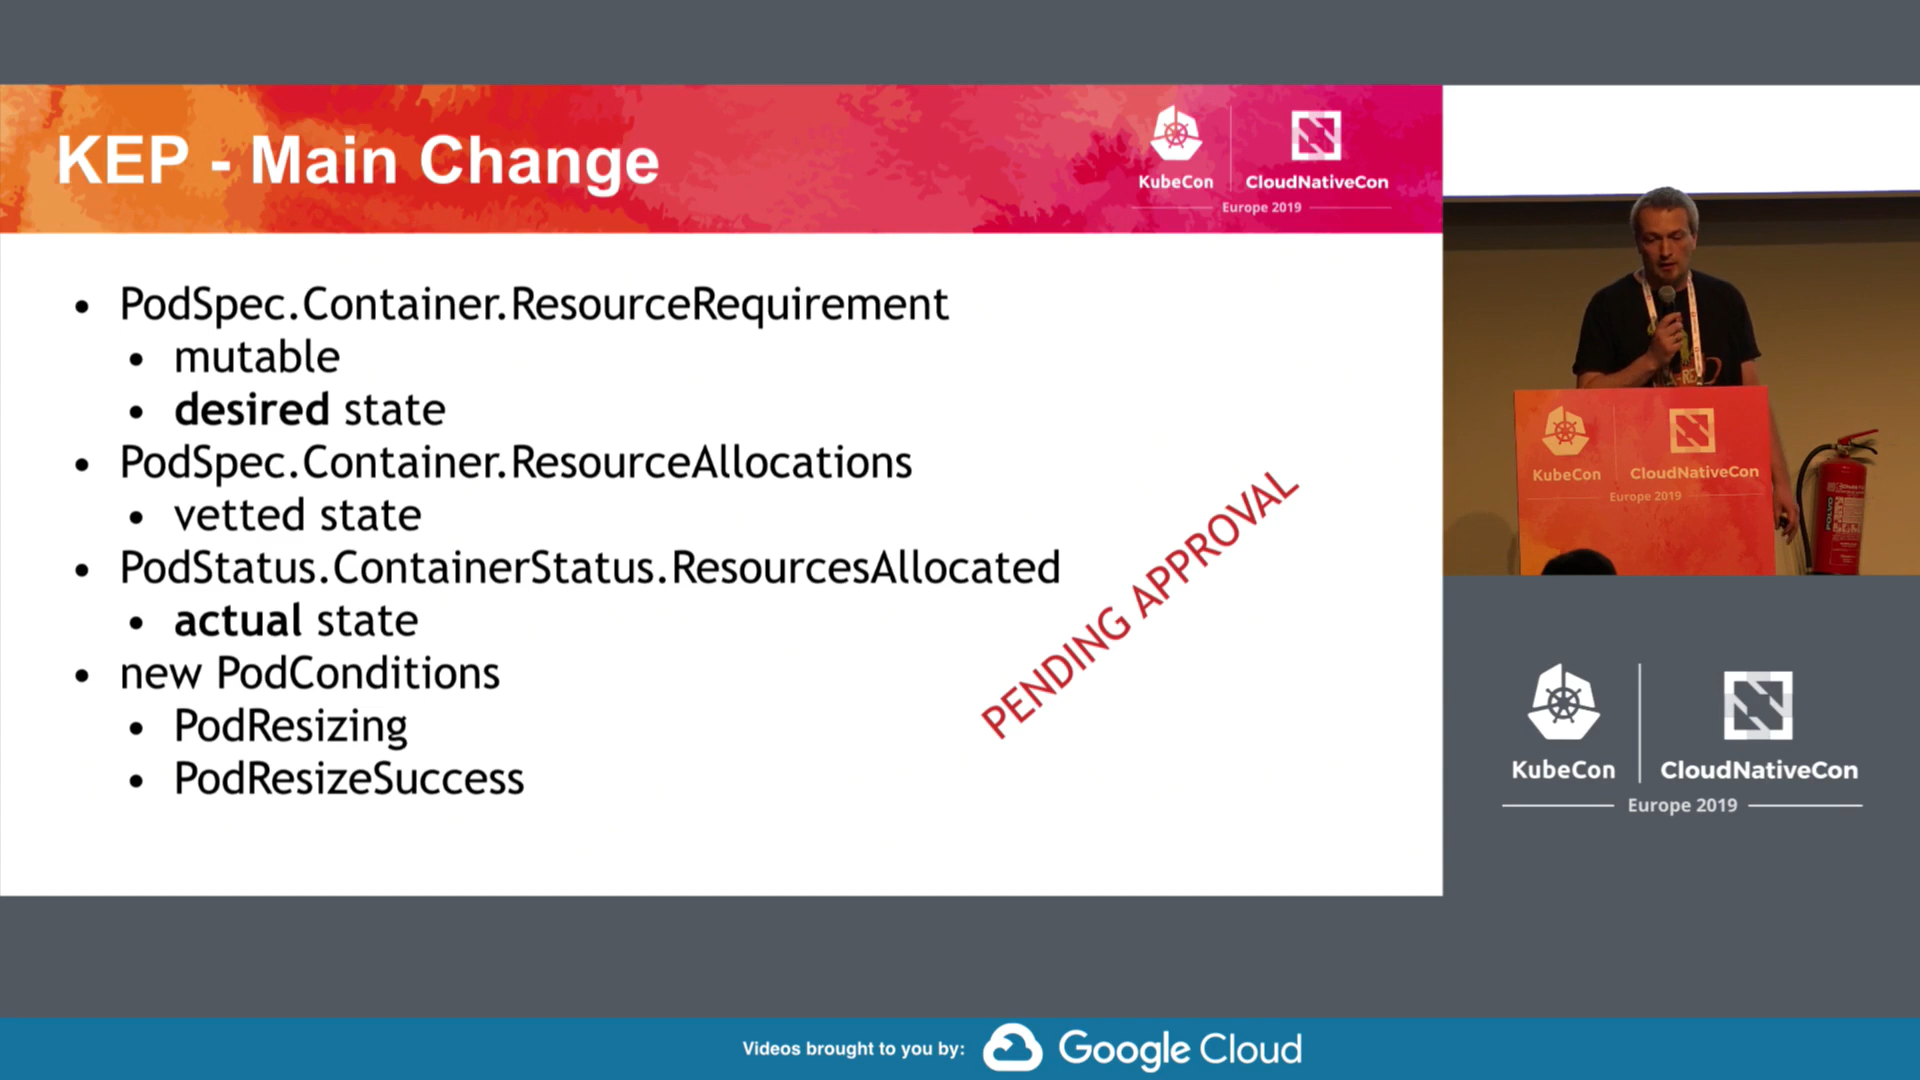 KEP - Main Change
KubeCon
CloudNativeCon
Europe 2019
• PodSpec.Container.ResourceRequirement
• mutable
• desired state
• PodSpec.Container.ResourceAllocations
• vetted state
• PodStatus.ContainerStatus.ResourcesAllocated
• actual state
• new PodConditions
• PodResizing
• PodResizeSuccess
PENDING APPROVAL
KubeCon
CloudNativeCon
Europe 2019
POLVO
KubeCon
CloudNativeCon
Europe 2019
Videos brought to you by:
Google Cloud